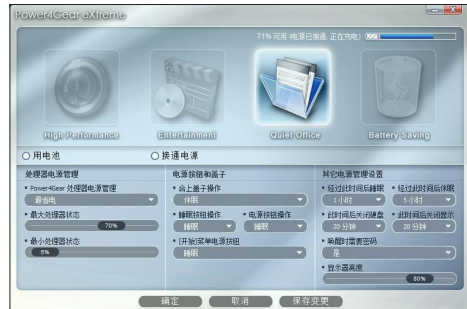 Power4Gear eXtreme
71% 可用 (电源已接通, 正在充电)
High Performance
Entertainment
Quiet Office
Battery Saving
用电池
接通电源
处理器电源管理
Power4Gear 处理器电源管理
最省电
最大处理器状态
70%
最小处理器状态
5%
电源按钮和盖子
合上盖子操作
休眠
睡眠按钮操作
电源按钮操作
睡眠
睡眠
[开始]菜单电源按钮
睡眠
其它电源管理设置
经过此时间后睡眠
经过此时间后休眠
1 小时
5 小时
此时间后关闭硬盘
此时间后关闭显示
20 分钟
20 分钟
唤醒时需要密码
是
显示器亮度
80%
确定
取消
保存变更